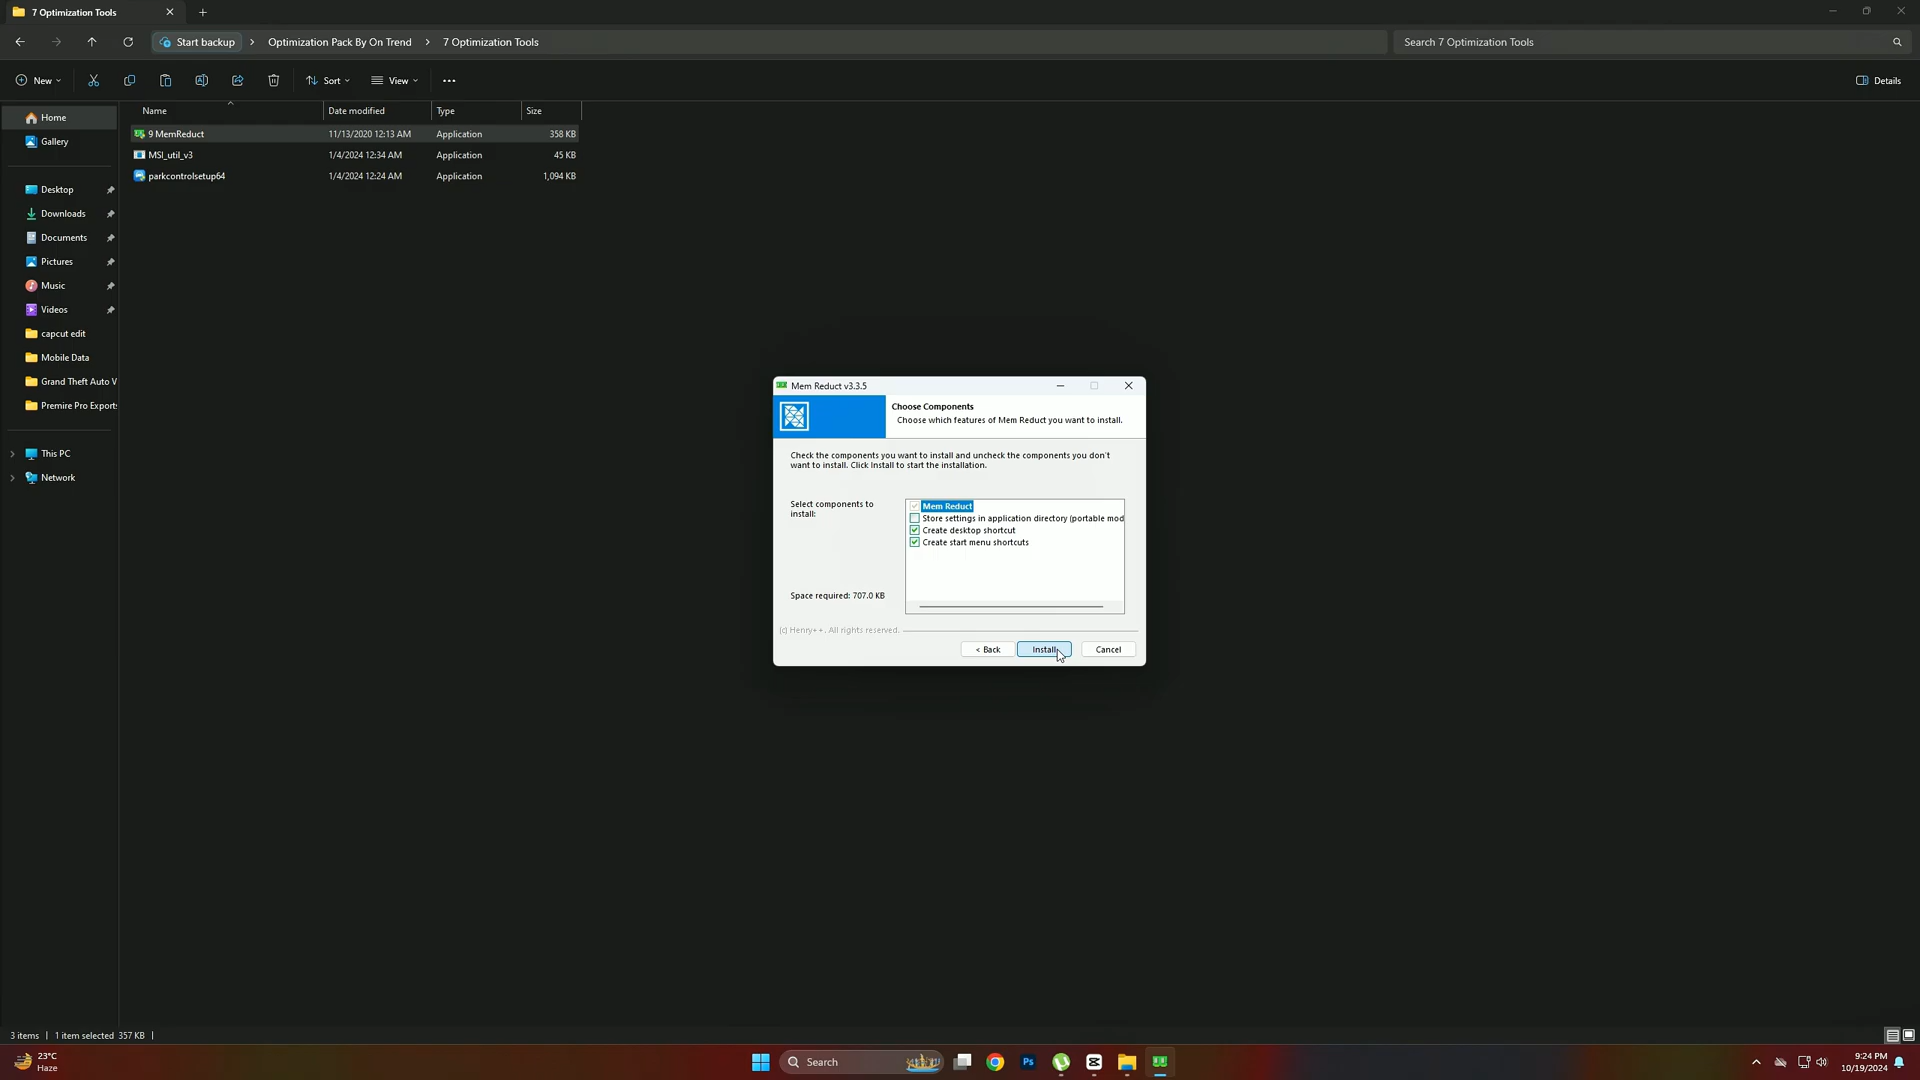 7 Optimization Tools
Start backup
Optimization Pack By On Trend
7 Optimization Tools
Search 7 Optimization Tools
New
Sort
View
Details
Name
Date modified
Type
Size
Home
Gallery
9 MemReduct 11/13/2020 12:13 AM Application 358 KB
MSI_util_v3 1/4/2024 12:34 AM Application 45 KB
parkcontrolsetup64 1/4/2024 12:24 AM Application 1,094 KB
Desktop
Downloads
Documents
Pictures
Music
Videos
capcut edit
Mobile Data
Grand Theft Auto V
Premire Pro Exports
This PC
Network
Mem Reduct v3.3.5
Choose Components
Choose which features of Mem Reduct you want to install.
Check the components you want to install and uncheck the components you don't
want to install. Click Install to start the installation.
Select components to
install:
Mem Reduct
Store settings in application directory (portable mod
Create desktop shortcut
Create start menu shortcuts
Space required: 707.0 KB
(c) Henry++. All rights reserved.
< Back
Install
Cancel
3 items
1 item selected 357 KB
23°C
Haze
Search
Ps
9:24 PM
10/19/2024